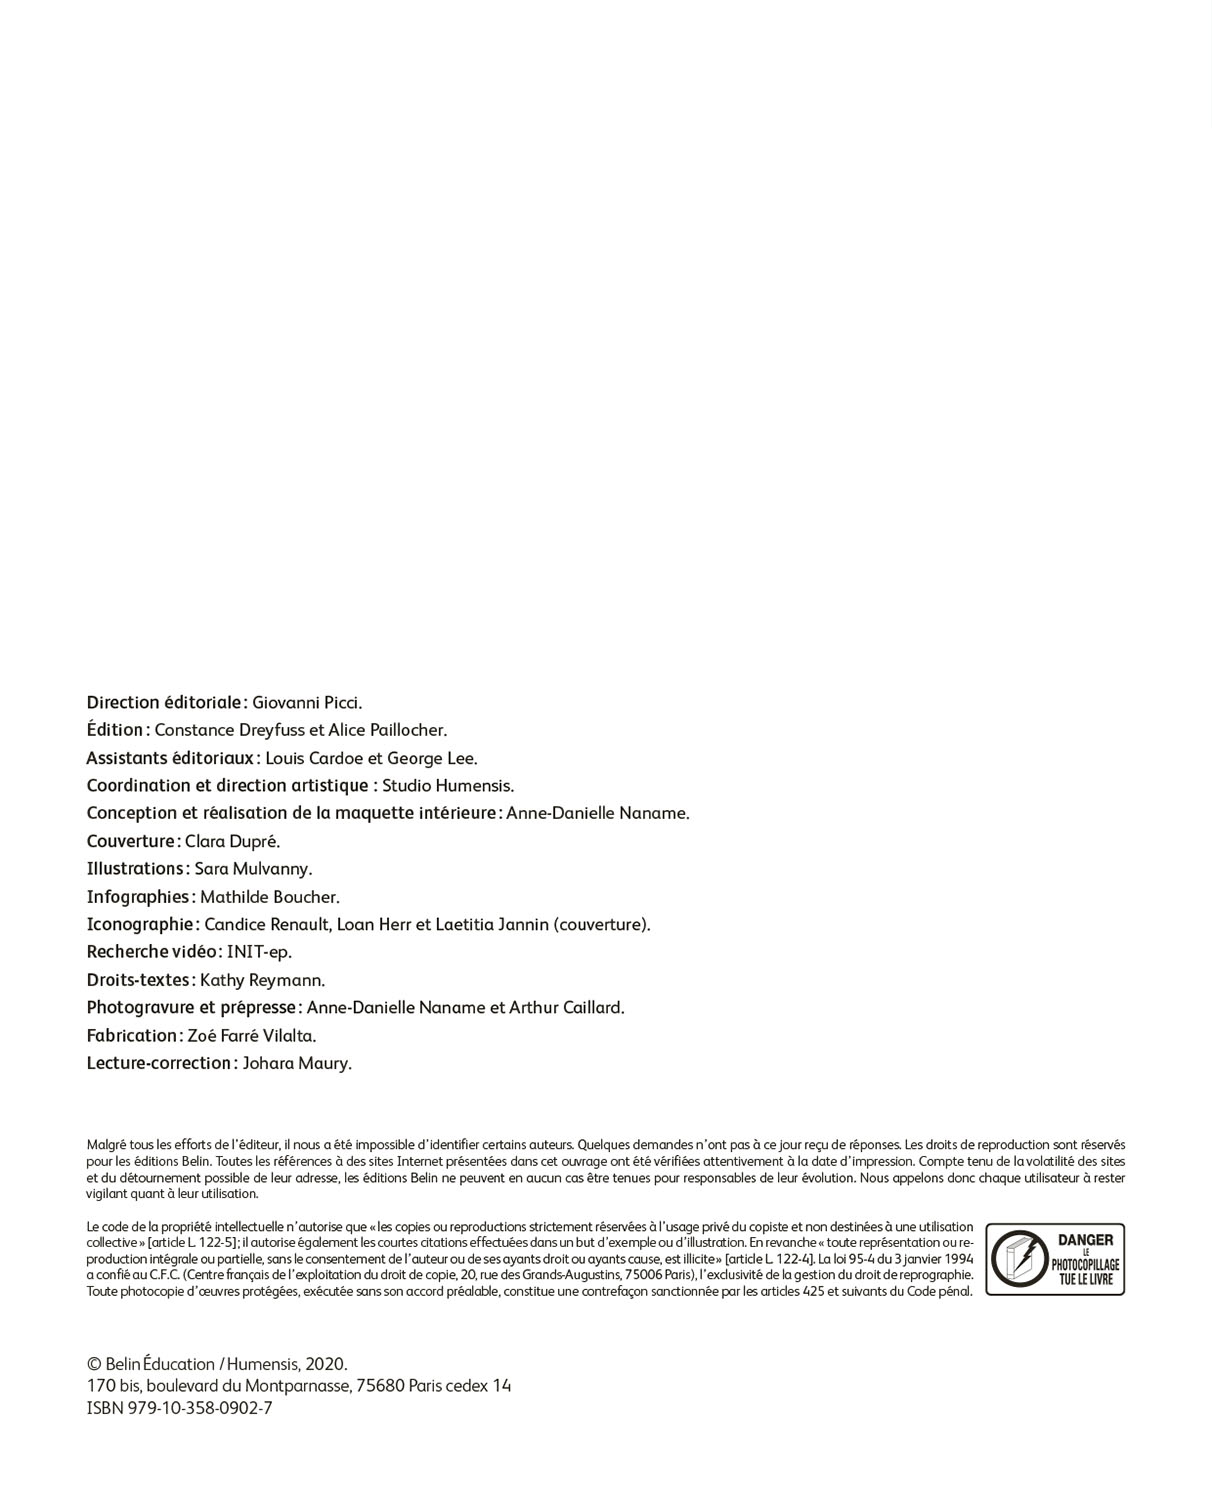 Direction éditoriale : Giovanni Picci.
Édition : Constance Dreyfuss et Alice Paillocher.
Assistants éditoriaux : Louis Cardoe et George Lee.
Coordination et direction artistique : Studio Humensis.
Conception et réalisation de la maquette intérieure : Anne-Danielle Naname.
Couverture : Clara Dupré.
Illustrations : Sara Mulvanny.
Infographies : Mathilde Boucher.
Iconographie : Candice Renault, Loan Herr et Laetitia Jannin (couverture).
Recherche vidéo : INIT-ep.
Droits-textes : Kathy Reymann.
Photogravure et prépresse : Anne-Danielle Naname et Arthur Caillard.
Fabrication : Zoé Farré Vilalta.
Lecture-correction : Johara Maury.
Malgré tous les efforts de l'éditeur, il nous a été impossible d'identifier certains auteurs. Quelques demandes n'ont pas à ce jour reçu de réponses. Les droits de reproduction sont réservés
pour les éditions Belin. Toutes les références à des sites Internet présentées dans cet ouvrage ont été vérifiées attentivement à la date d'impression. Compte tenu de la volatilité des sites
et du détournement possible de leur adresse, les éditions Belin ne peuvent en aucun cas être tenues pour responsables de leur évolution. Nous appelons donc chaque utilisateur à rester
vigilant quant à leur utilisation.
Le code de la propriété intellectuelle n'autorise que « les copies ou reproductions strictement réservées à l'usage privé du copiste et non destinées à une utilisation
collective » [article L. 122-5] ; il autorise également les courtes citations effectuées dans un but d'exemple ou d'illustration. En revanche « toute représentation ou re-
production intégrale ou partielle, sans le consentement de l'auteur ou de ses ayants droit ou ayants cause, est illicite » [article L. 122-4]. La loi 95-4 du 3 janvier 1994
a confié au C.F.C. (Centre français de l'exploitation du droit de copie, 20, rue des Grands-Augustins, 75006 Paris), l'exclusivité de la gestion du droit de reprographie.
Toute photocopie d'œuvres protégées, exécutée sans son accord préalable, constitue une contrefaçon sanctionnée par les articles 425 et suivants du Code pénal.
DANGER
LE
PHOTOCOPILLAGE
TUE LE LIVRE
© Belin Éducation / Humensis, 2020.
170 bis, boulevard du Montparnasse, 75680 Paris cedex 14
ISBN 979-10-358-0902-7